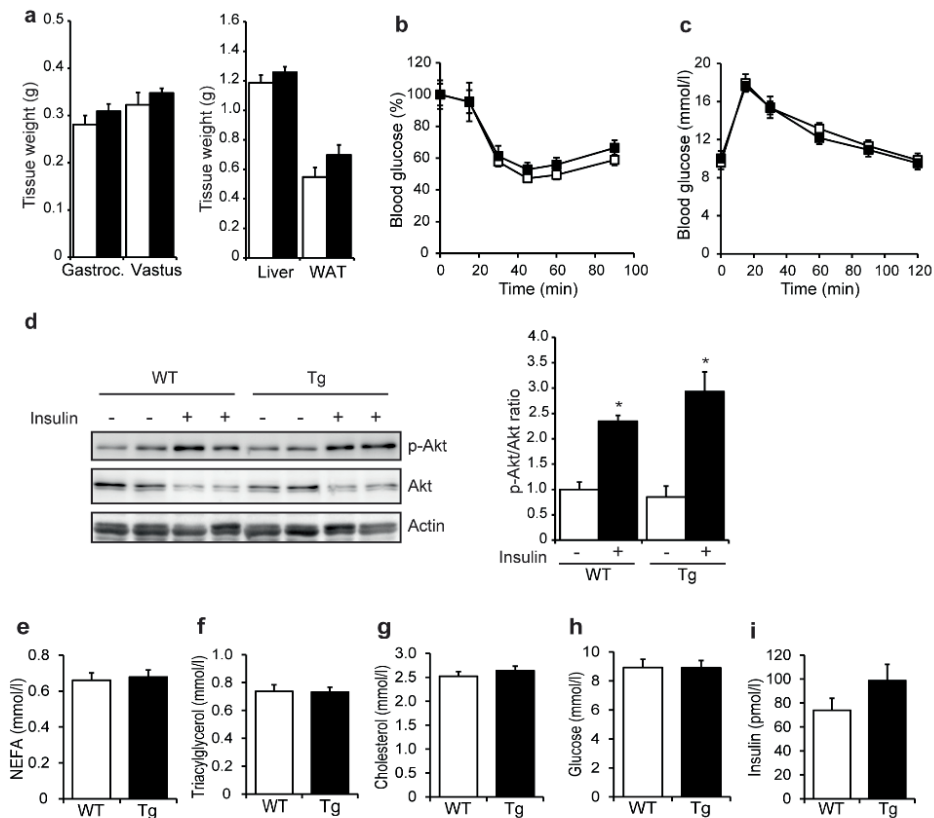 a
Tissue weight (g)
0.5
0.4
0.3
0.2
0.1
0
Gastroc. Vastus
Tissue weight (g)
1.6
1.4
1.2
1.0
0.8
0.6
0.4
0.2
0
Liver WAT
b
Blood glucose (%)
120
100
80
60
40
20
0
0 20 40 60 80 100
Time (min)
c
Blood glucose (mmol/l)
20
16
12
8
4
0
0 20 40 60 80 100 120
Time (min)
d
WT Tg
Insulin - - + + - - + +
p-Akt
Akt
Actin
p-Akt/Akt ratio
4.0
3.5
3.0
2.5
2.0
1.5
1.0
0.5
0
* *
Insulin - + - +
WT Tg
e
NEFA (mmol/l)
0.8
0.6
0.4
0.2
0
WT Tg
f
Triacylglycerol (mmol/l)
1.0
0.8
0.6
0.4
0.2
0
WT Tg
g
Cholesterol (mmol/l)
3.0
2.5
2.0
1.5
1.0
0.5
0
WT Tg
h
Glucose (mmol/l)
10
8
6
4
2
0
WT Tg
i
Insulin (pmol/l)
120
100
80
60
40
20
0
WT Tg